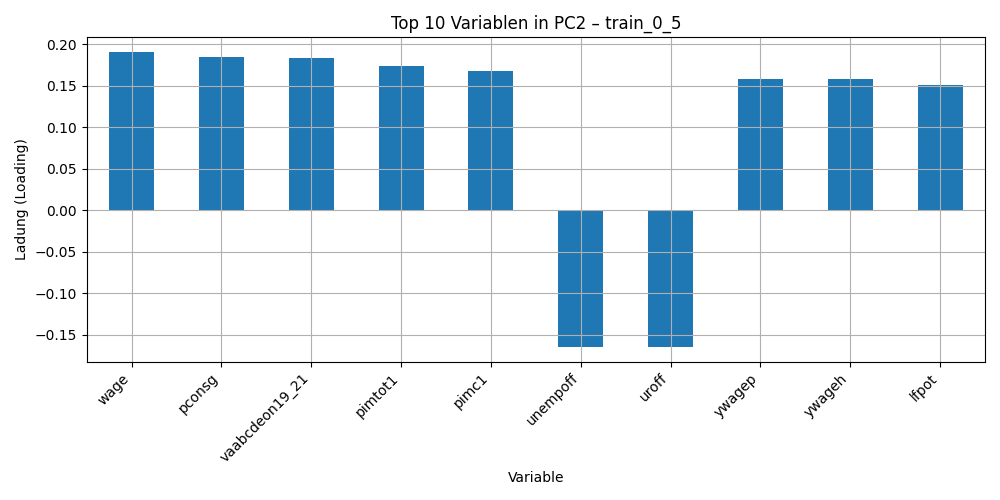 Top 10 Variablen in PC2 – train_0_5
Ladung (Loading)
0.20
0.15
0.10
0.05
0.00
−0.05
−0.10
−0.15
wage
pconsg
vaabcdeon19_21
pimtot1
pimc1
unempoff
uroff
ywagep
ywageh
lfpot
Variable